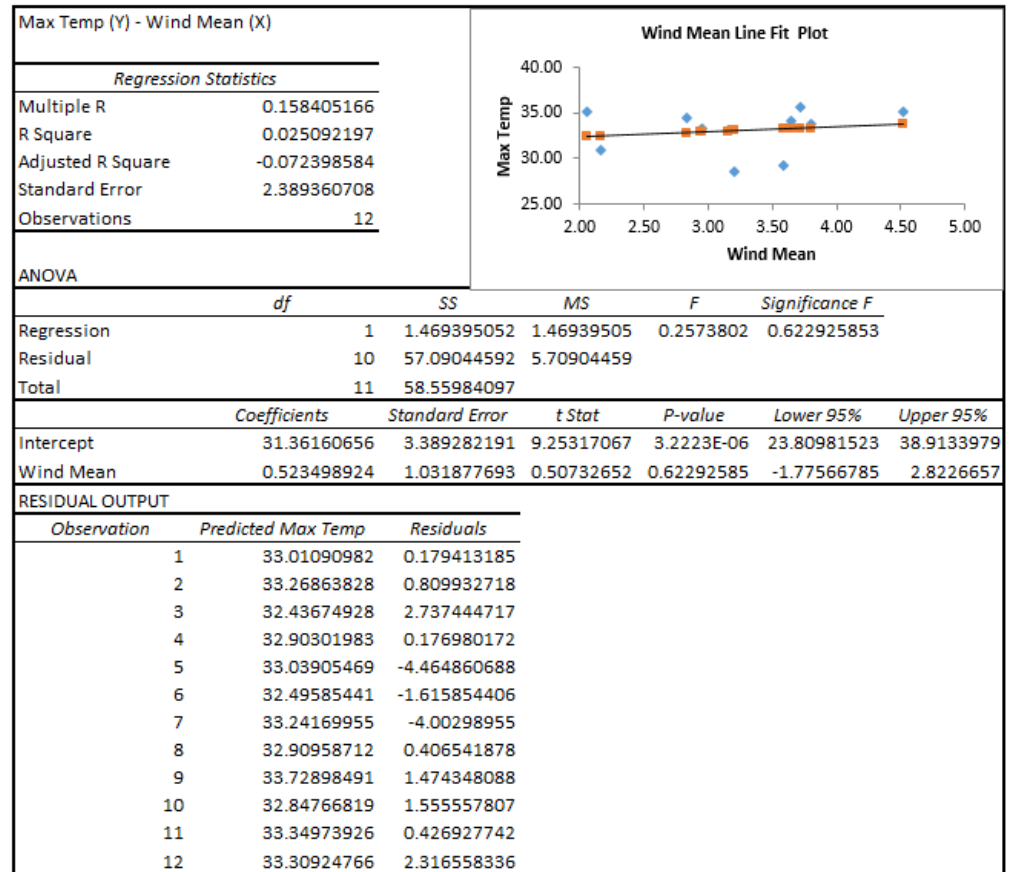 Max Temp (Y) - Wind Mean (X)
Regression Statistics
Multiple R 0.158405166
R Square 0.025092197
Adjusted R Square -0.072398584
Standard Error 2.389360708
Observations 12
Wind Mean Line Fit Plot
40.00
35.00
30.00
25.00
Max Temp
2.00 2.50 3.00 3.50 4.00 4.50 5.00
Wind Mean
ANOVA
df SS MS F Significance F
Regression 1 1.469395052 1.46939505 0.2573802 0.622925853
Residual 10 57.09044592 5.70904459
Total 11 58.55984097
Coefficients Standard Error t Stat P-value Lower 95% Upper 95%
Intercept 31.36160656 3.389282191 9.25317067 3.2223E-06 23.80981523 38.9133979
Wind Mean 0.523498924 1.031877693 0.50732652 0.62292585 -1.77566785 2.8226657
RESIDUAL OUTPUT
Observation Predicted Max Temp Residuals
1 33.01090982 0.179413185
2 33.26863828 0.809932718
3 32.43674928 2.737444717
4 32.90301983 0.176980172
5 33.03905469 -4.464860688
6 32.49585441 -1.615854406
7 33.24169955 -4.00298955
8 32.90958712 0.406541878
9 33.72898491 1.474348088
10 32.84766819 1.555557807
11 33.34973926 0.426927742
12 33.30924766 2.316558336